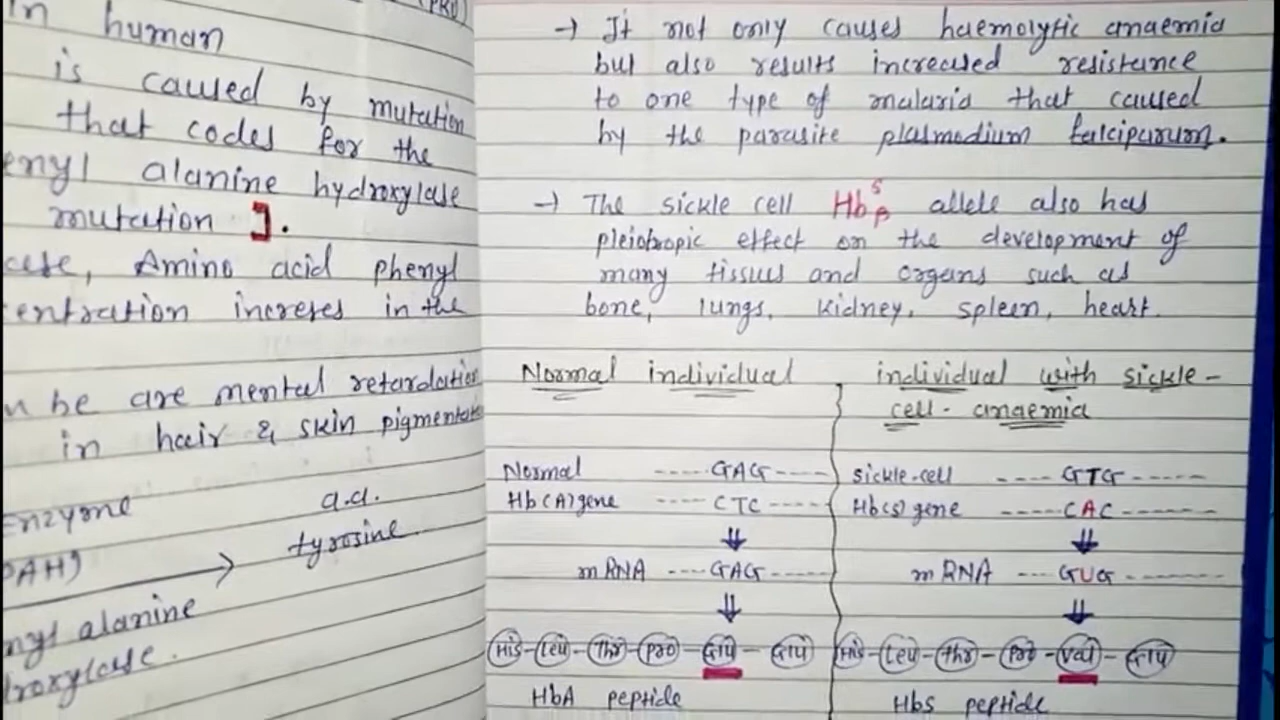 (PKU)
in human
is caused by mutation
that codes for the
enyl alanine hydroxylase
mutation ].
case, Amino acid phenyl
centration increses in the
n be are mental retardation
in hair & skin pigmentati
Enzyme
a.a.
PAH)
tyrosine
nyl alanine
droxylase.
→ It not only causes haemolytic anaemia
but also results increased resistance
to one type of malaria that caused
by the parasite plasmodium falciparum.
→ The sickle cell Hbβˢ allele also has
pleiotropic effect on the development of
many tissues and organs such as
bone, lungs, kidney, spleen, heart.
Normal individual
individual with sickle-
cell-anaemia
Normal ----GAG----
Hb(A)gene ---- CTC ----
mRNA ---GAG----
His-Leu-Thr-Pro-Glu-Glu
HbA peptide
sickle-cell ----GTG-----
Hb(s) gene -----CAC------
mRNA ---GUG-------
His-Leu-thr-Pro-Val-Glu
HbS peptide